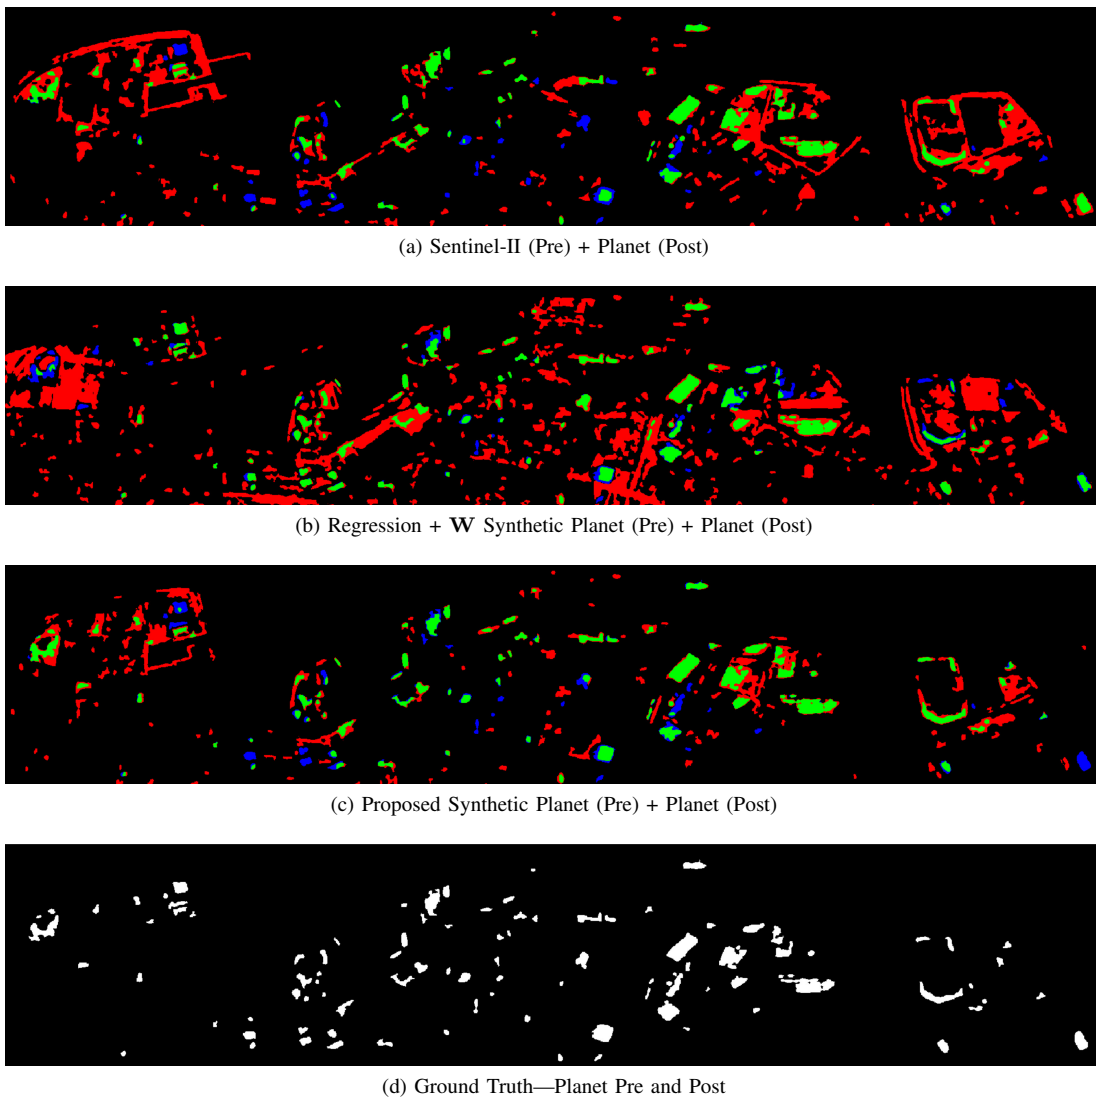 (a) Sentinel-II (Pre) + Planet (Post)
(b) Regression + W Synthetic Planet (Pre) + Planet (Post)
(c) Proposed Synthetic Planet (Pre) + Planet (Post)
(d) Ground Truth—Planet Pre and Post